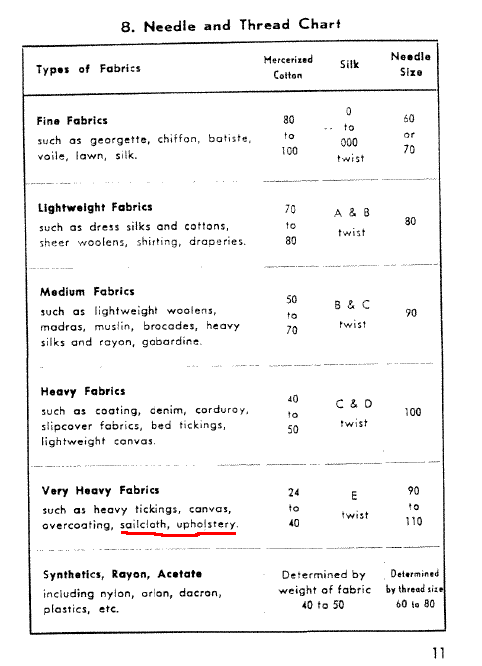 8. Needle and Thread Chart
Types of Fabrics
Mercerized
Cotton
Silk
Needle
Size
Fine Fabrics
such as georgette, chiffon, batiste,
voile, lawn, silk.
80
to
100
0
to
000
twist
60
or
70
Lightweight Fabrics
such as dress silks and cottons,
sheer woolens, shirting, draperies.
70
to
80
A & B
twist
80
Medium Fabrics
such as lightweight woolens,
madras, muslin, brocades, heavy
silks and rayon, gabardine.
50
to
70
B & C
twist
90
Heavy Fabrics
such as coating, denim, corduroy,
slipcover fabrics, bed tickings,
lightweight canvas.
40
to
50
C & D
twist
100
Very Heavy Fabrics
such as heavy tickings, canvas,
overcoating, sailcloth, upholstery.
24
to
40
E
twist
90
to
110
Synthetics, Rayon, Acetate
including nylon, orlon, dacron,
plastics, etc.
Determined by
weight of fabric
40 to 50
Determined
by thread size
60 to 80
11